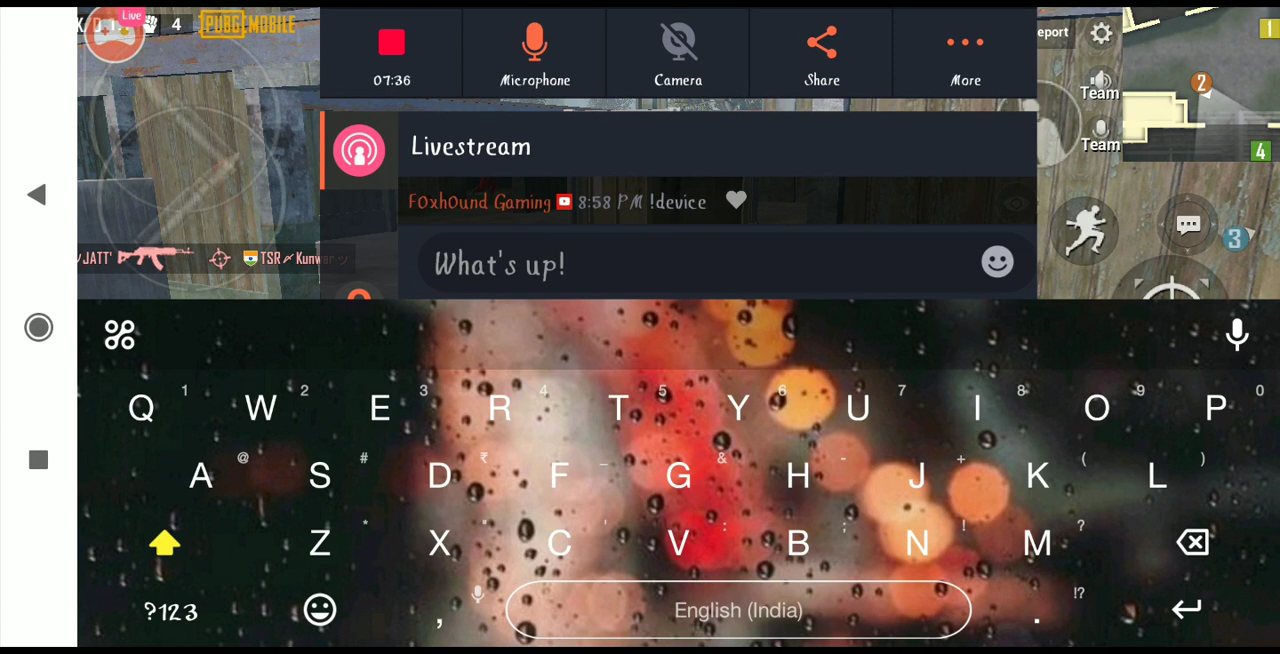 Live
4 PUBG MOBILE
07:36
Microphone
Camera
Share
More
eport
1
Team
2
Team
4
Livestream
F0xh0und Gaming 8:58 PM !device
What's up!
JATT' TSR Kunwar
3
1 2 3 4 5 6 7 8 9 0
Q W E R T Y U I O P
@ # ₹ _ & - + ( )
A S D F G H J K L
* " ' : ; ! ?
Z X C V B N M
?123 , English (India) . !?